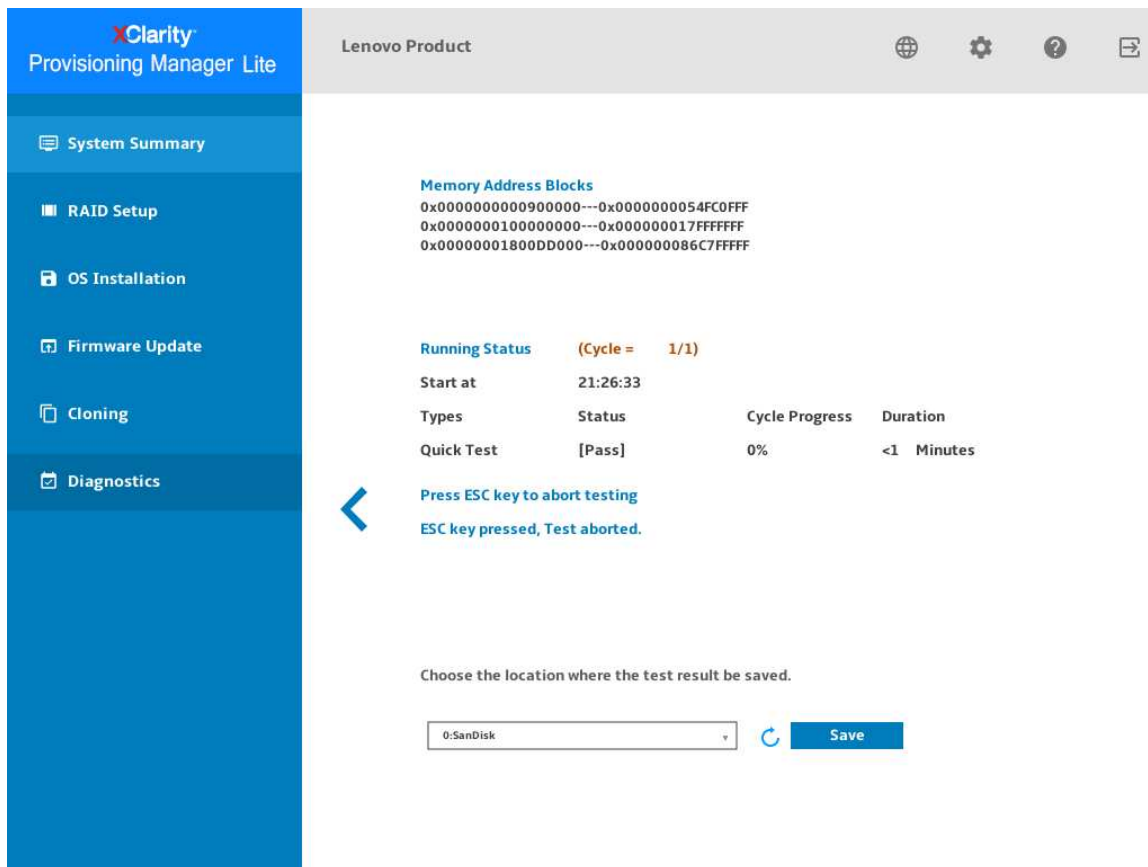 XClarity
Provisioning Manager Lite
Lenovo Product
System Summary
RAID Setup
OS Installation
Firmware Update
Cloning
Diagnostics
Memory Address Blocks
0x0000000000900000---0x0000000054FC0FFF
0x0000000100000000---0x000000017FFFFFFF
0x00000001800DD000---0x000000086C7FFFFF
Running Status (Cycle = 1/1)
Start at 21:26:33
Types Status Cycle Progress Duration
Quick Test [Pass] 0% <1 Minutes
Press ESC key to abort testing
ESC key pressed, Test aborted.
Choose the location where the test result be saved.
0:SanDisk Save